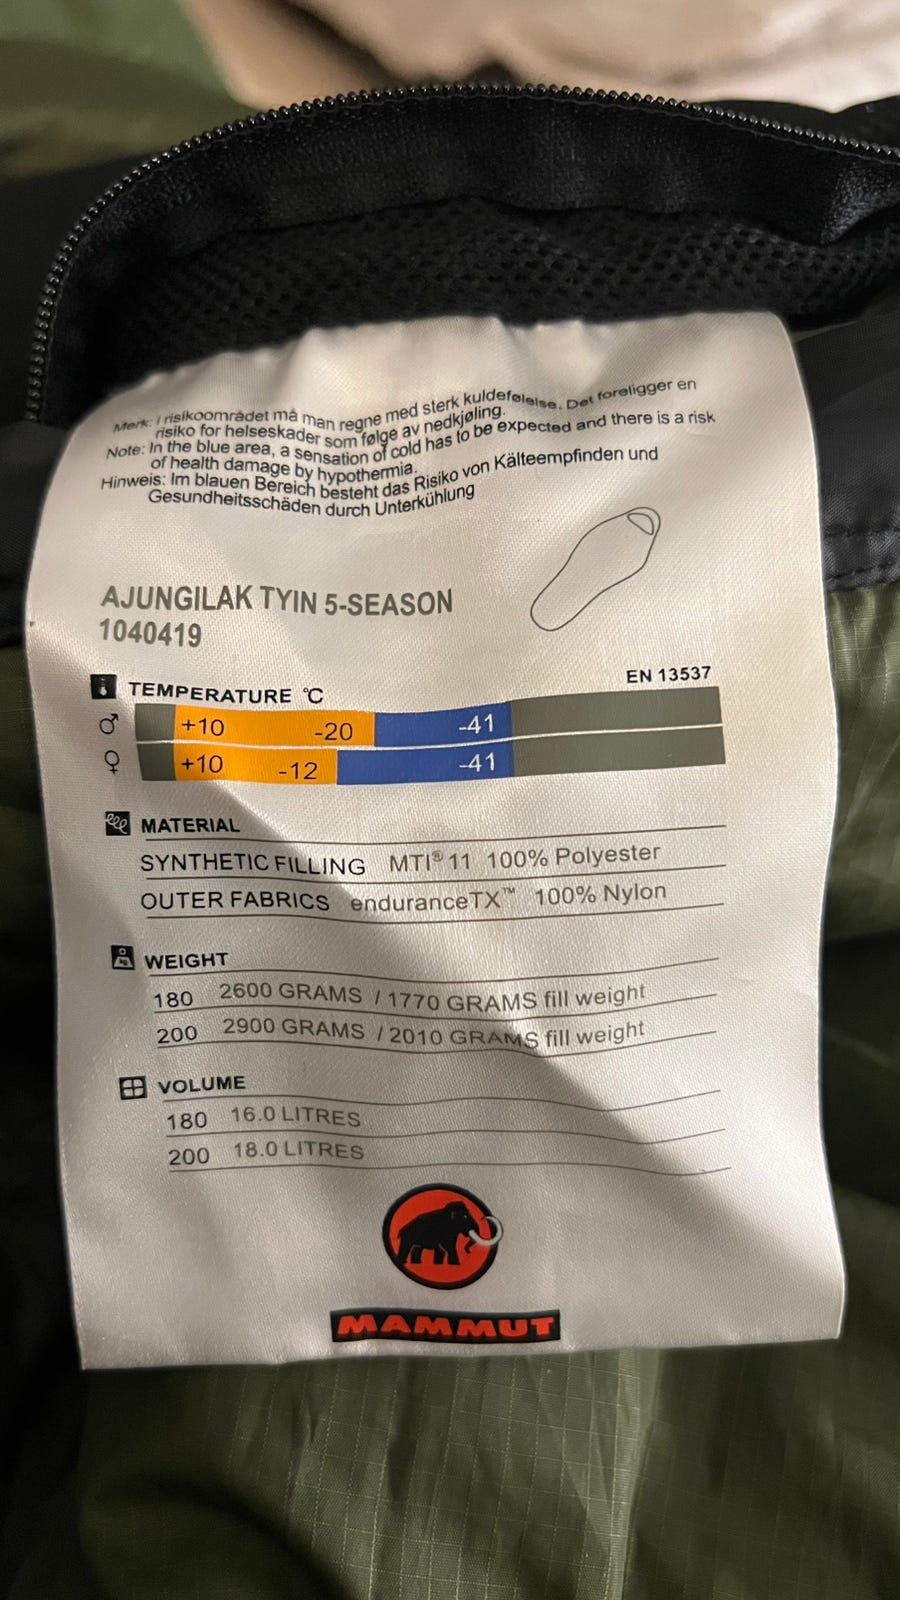 Merk: I risikoområdet må man regne med sterk kuldefølelse. Det foreligger en
risiko for helseskader som følge av nedkjøling.
Note: In the blue area, a sensation of cold has to be expected and there is a risk
of health damage by hypothermia.
Hinweis: Im blauen Bereich besteht das Risiko von Kälteempfinden und
Gesundheitsschäden durch Unterkühlung
AJUNGILAK TYIN 5-SEASON
1040419
TEMPERATURE °C EN 13537
♂ +10 -20 -41
♀ +10 -12 -41
MATERIAL
SYNTHETIC FILLING MTI® 11 100% Polyester
OUTER FABRICS enduranceTX™ 100% Nylon
kg WEIGHT
180 2600 GRAMS / 1770 GRAMS fill weight
200 2900 GRAMS / 2010 GRAMS fill weight
VOLUME
180 16.0 LITRES
200 18.0 LITRES
MAMMUT